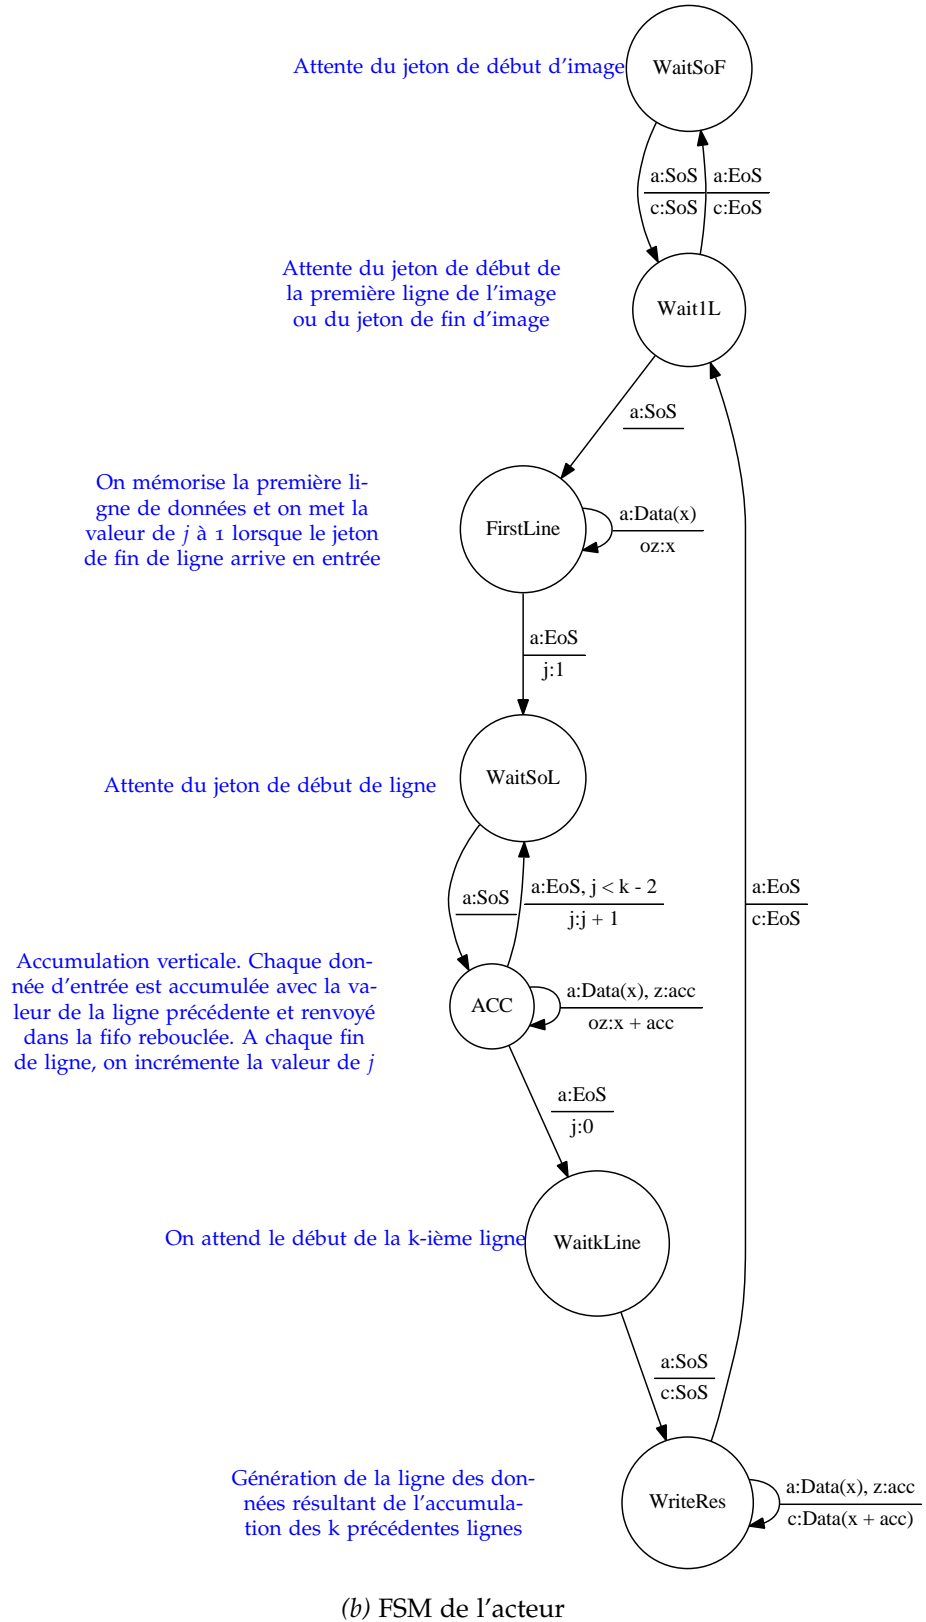 Attente du jeton de début d'image
WaitSoF
a:SoS
c:SoS
a:EoS
c:EoS
Attente du jeton de début de
la première ligne de l'image
ou du jeton de fin d'image
Wait1L
a:SoS
On mémorise la première li-
gne de données et on met la
valeur de j à 1 lorsque le jeton
de fin de ligne arrive en entrée
FirstLine
a:Data(x)
oz:x
a:EoS
j:1
Attente du jeton de début de ligne
WaitSoL
a:SoS
a:EoS, j < k - 2
j:j + 1
a:EoS
c:EoS
Accumulation verticale. Chaque don-
née d'entrée est accumulée avec la va-
leur de la ligne précédente et renvoyé
dans la fifo rebouclée. A chaque fin
de ligne, on incrémente la valeur de j
ACC
a:Data(x), z:acc
oz:x + acc
a:EoS
j:0
On attend le début de la k-ième ligne
WaitkLine
a:SoS
c:SoS
Génération de la ligne des don-
nées résultant de l'accumula-
tion des k précédentes lignes
WriteRes
a:Data(x), z:acc
c:Data(x + acc)
(b) FSM de l'acteur